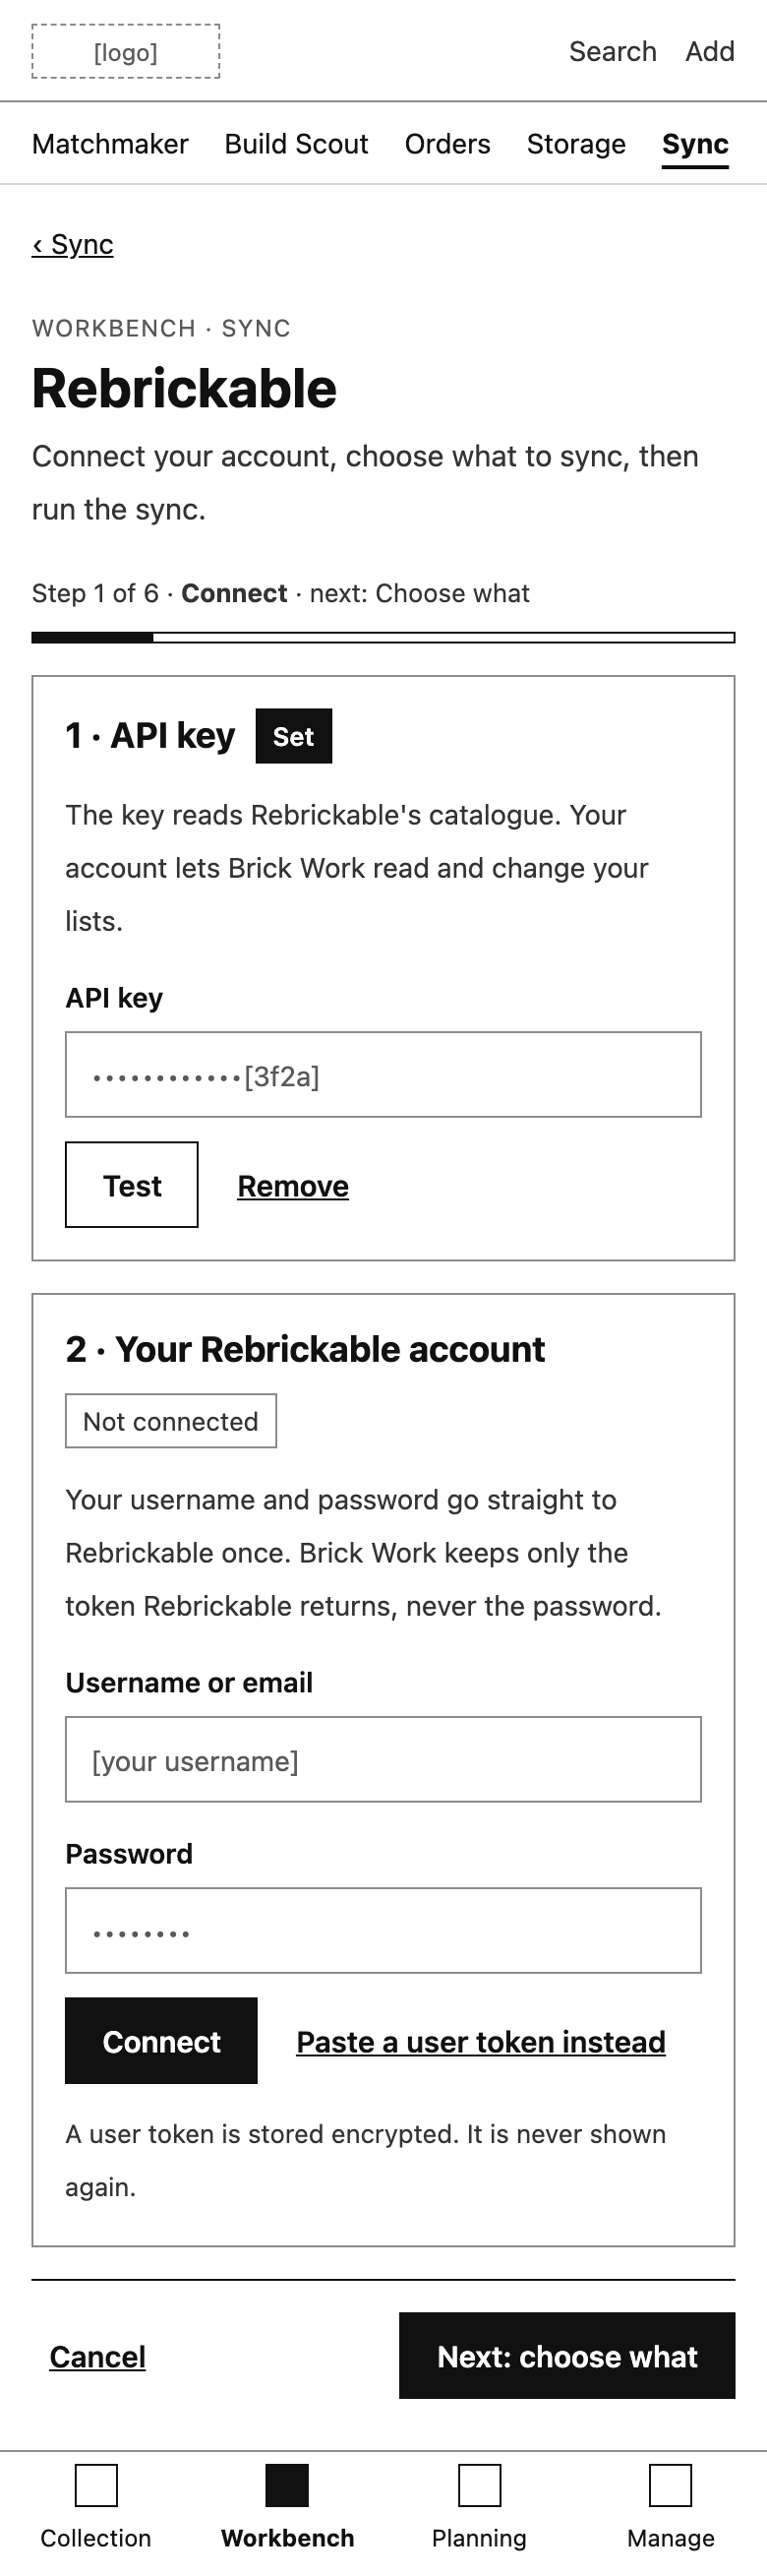 [logo]
Search Add
Matchmaker Build Scout Orders Storage Sync
‹ Sync
WORKBENCH · SYNC
Rebrickable
Connect your account, choose what to sync, then
run the sync.
Step 1 of 6 · Connect · next: Choose what
1 · API key Set
The key reads Rebrickable's catalogue. Your
account lets Brick Work read and change your
lists.
API key
••••••••••••[3f2a]
Test Remove
2 · Your Rebrickable account
Not connected
Your username and password go straight to
Rebrickable once. Brick Work keeps only the
token Rebrickable returns, never the password.
Username or email
[your username]
Password
••••••••
Connect Paste a user token instead
A user token is stored encrypted. It is never shown
again.
Cancel Next: choose what
Collection Workbench Planning Manage